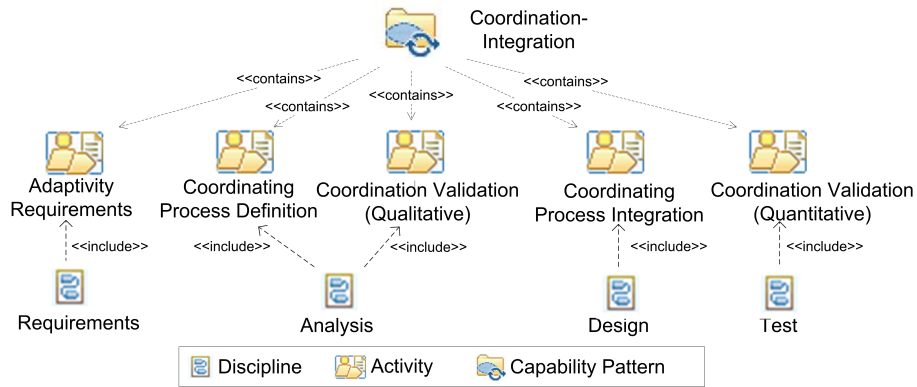 Coordination-
Integration
<<contains>>
<<contains>>
<<contains>>
<<contains>>
<<contains>>
Adaptivity
Requirements
Coordinating
Process Definition
Coordination Validation
(Qualitative)
Coordinating
Process Integration
Coordination Validation
(Quantitative)
<<include>>
<<include>>
<<include>>
<<include>>
<<include>>
Requirements
Analysis
Design
Test
Discipline
Activity
Capability Pattern